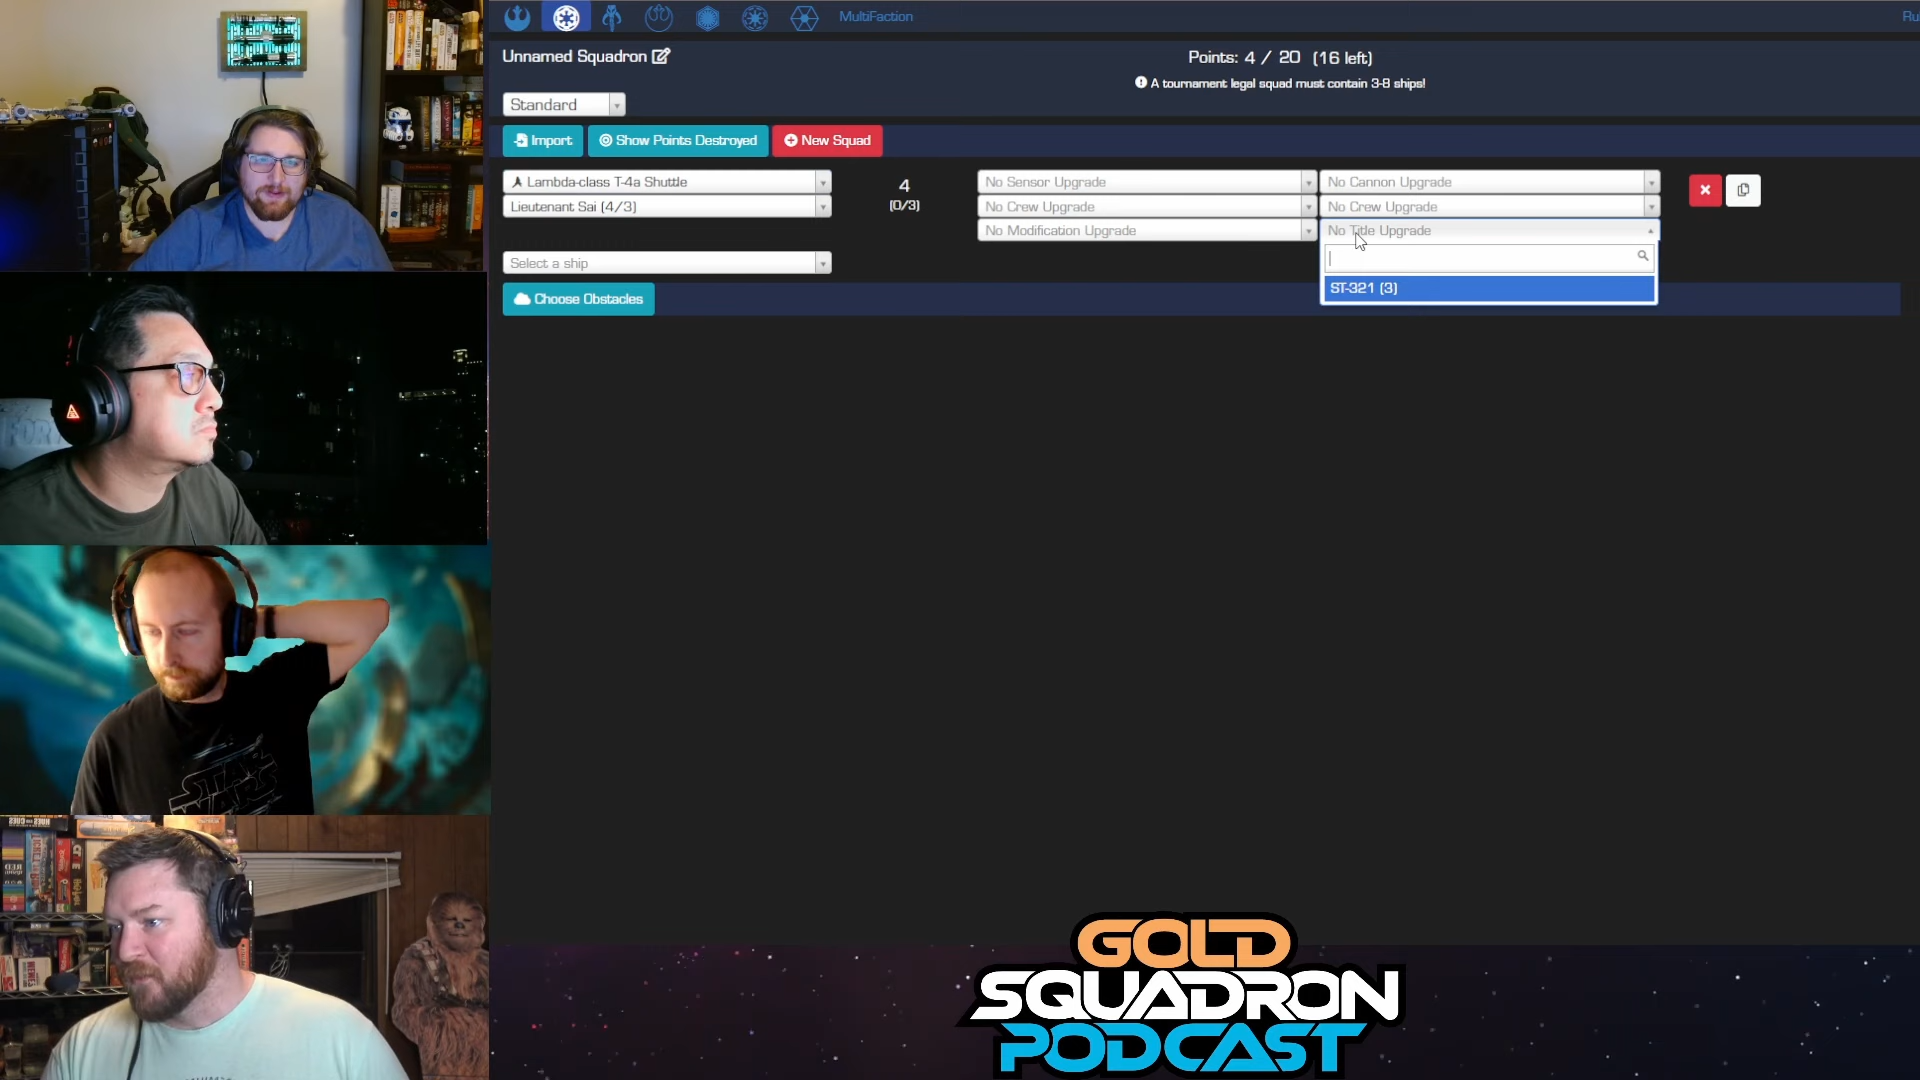 MultiFaction
Ru
Unnamed Squadron
Points: 4 / 20 (16 left)
A tournament legal squad must contain 3-8 ships!
Standard
Import
Show Points Destroyed
New Squad
Lambda-class T-4a Shuttle
4
No Sensor Upgrade
No Cannon Upgrade
Lieutenant Sai (4/3)
(0/3)
No Crew Upgrade
No Crew Upgrade
No Modification Upgrade
No Title Upgrade
Select a ship
ST-321 (3)
Choose Obstacles
STAR
WARS
GOLD
SQUADRON
PODCAST